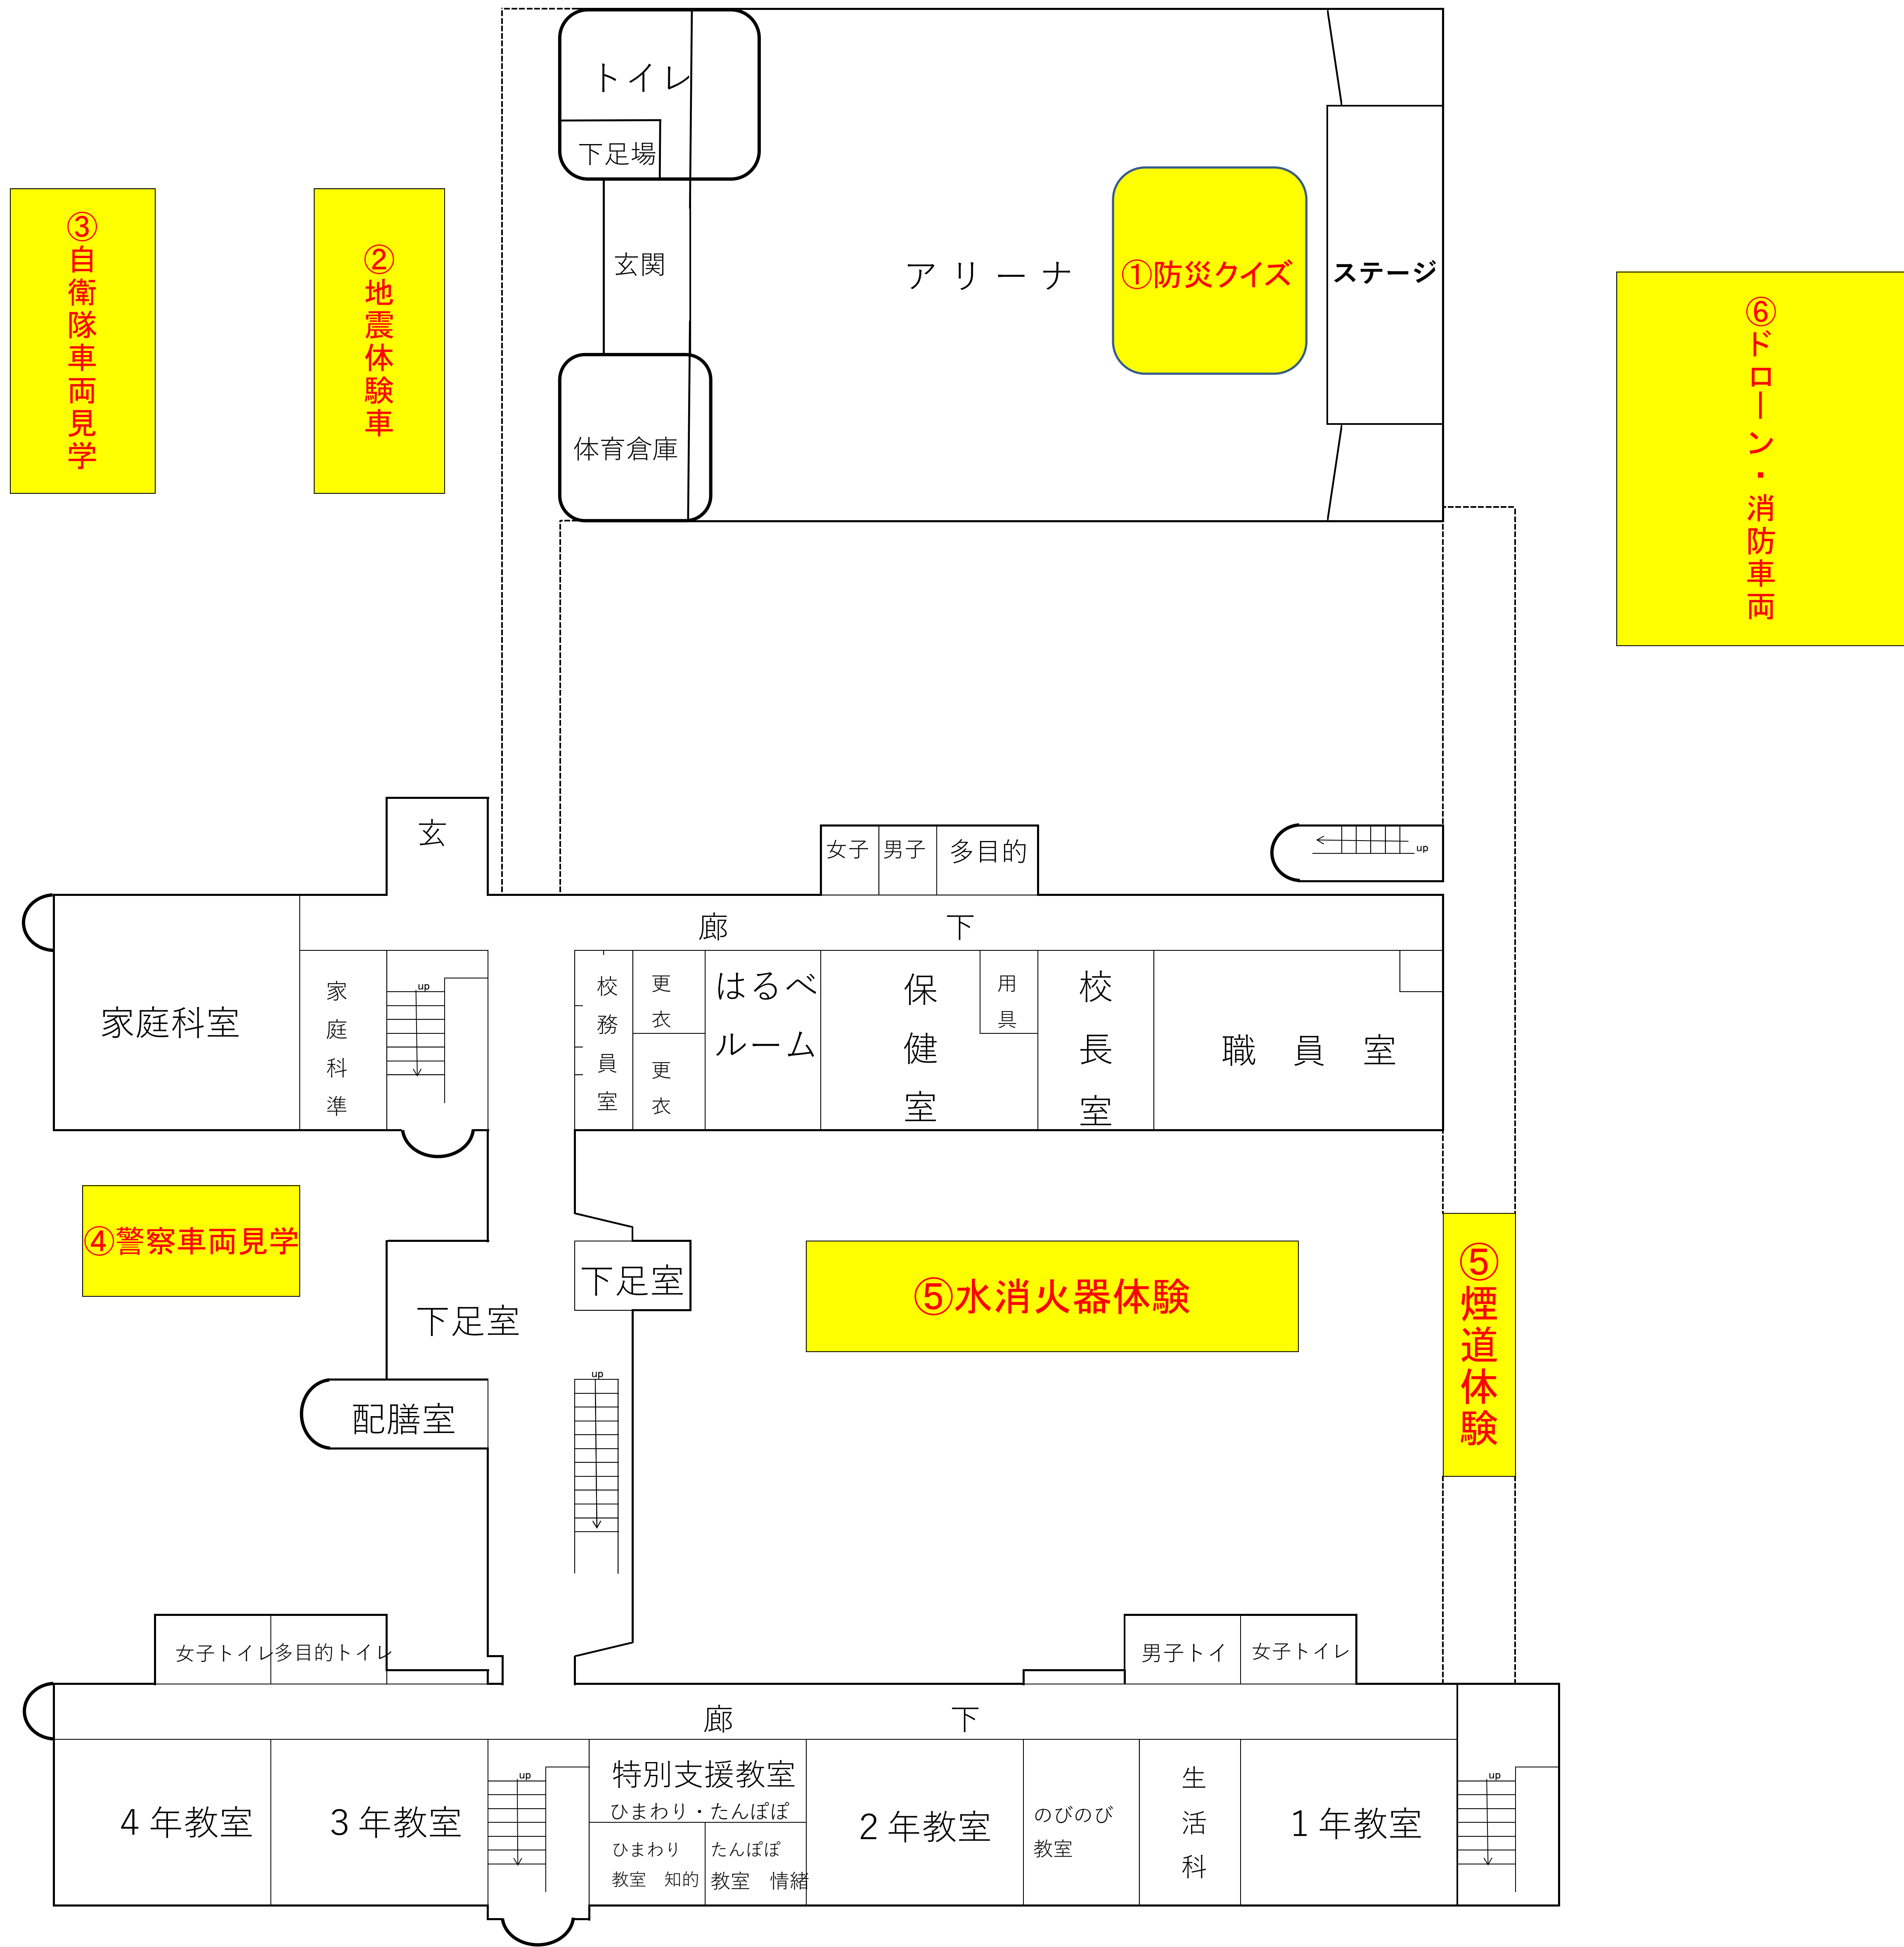 トイレ
下足場
③自衛隊車両見学
②地震体験車
玄関
アリーナ
①防災クイズ
ステージ
⑥ドローン・消防車両
体育倉庫
玄
女子
男子
多目的
up
廊　下
家庭科室
家庭科準
up
校務員室
更衣
更衣
はるべ
ルーム
保健室
用具
校長室
職員室
④警察車両見学
下足室
下足室
⑤水消火器体験
⑤煙道体験
配膳室
up
女子トイレ
多目的トイレ
男子トイ
女子トイレ
廊　下
４年教室
３年教室
up
特別支援教室
ひまわり・たんぽぽ
ひまわり
教室　知的
たんぽぽ
教室　情緒
２年教室
のびのび
教室
生活科
１年教室
up